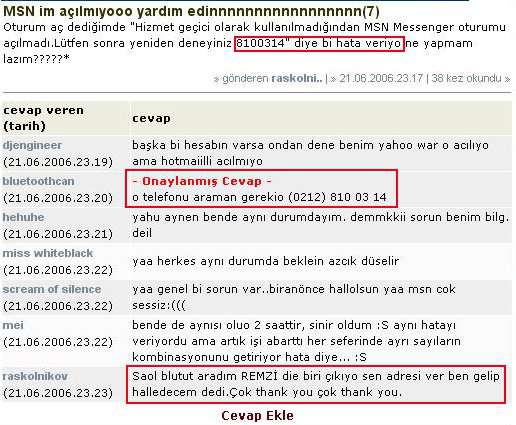 MSN im açılmıyooo yardım edinnnnnnnnnnnnnnnnn(7)
Oturum aç dediğimde "Hizmet geçici olarak kullanılmadığından MSN Messenger oturumu
açılmadı.Lütfen sonra yeniden deneyiniz 8100314" diye bi hata veriyo ne yapmam
lazım?????*
» gönderen raskolni.. | » 21.06.2006.23.17 | 38 kez okundu »
cevap veren
(tarih)
cevap
djengineer
(21.06.2006.23.19)
başka bi hesabın varsa ondan dene benim yahoo war o acılıyo
ama hotmaiilli acılmıyo
bluetoothcan
(21.06.2006.23.20)
- Onaylanmış Cevap -
o telefonu araman gerekio (0212) 810 03 14
hehuhe
(21.06.2006.23.21)
yahu aynen bende aynı durumdayım. demmkkii sorun benim bilg.
deil
miss whiteblack
(21.06.2006.23.22)
yaa herkes aynı durumda beklein azcık düselir
scream of silence
(21.06.2006.23.22)
yaa genel bi sorun var..biranönce hallolsun yaa msn cok
sessiz:(((
mei
(21.06.2006.23.22)
bende de aynısı oluo 2 saattir, sinir oldum :S aynı hatayı
veriyordu ama artık işi abarttı her seferinde ayrı sayıların
kombinasyonunu getiriyor hata diye... :S
raskolnikov
(21.06.2006.23.23)
Saol blutut aradım REMZİ die biri çıkıyo sen adresi ver ben gelip
halledecem dedi.Çok thank you çok thank you.
Cevap Ekle